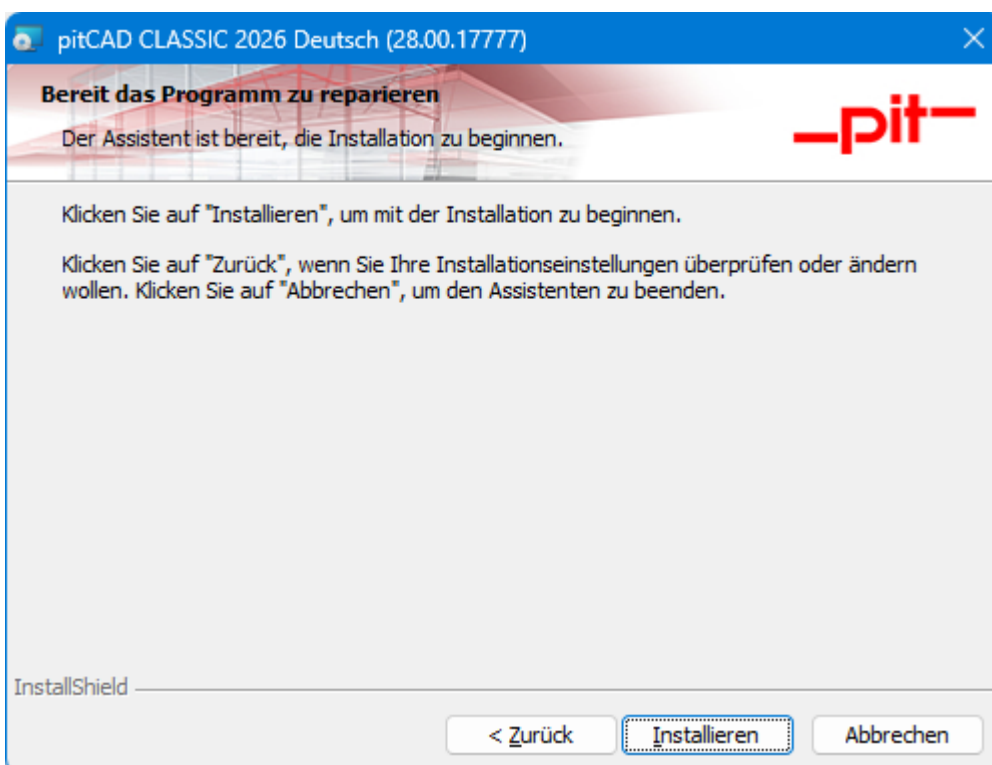 pitCAD CLASSIC 2026 Deutsch (28.00.17777)
Bereit das Programm zu reparieren
Der Assistent ist bereit, die Installation zu beginnen.
pit
Klicken Sie auf "Installieren", um mit der Installation zu beginnen.
Klicken Sie auf "Zurück", wenn Sie Ihre Installationseinstellungen überprüfen oder ändern
wollen. Klicken Sie auf "Abbrechen", um den Assistenten zu beenden.
InstallShield
< Zurück Installieren Abbrechen